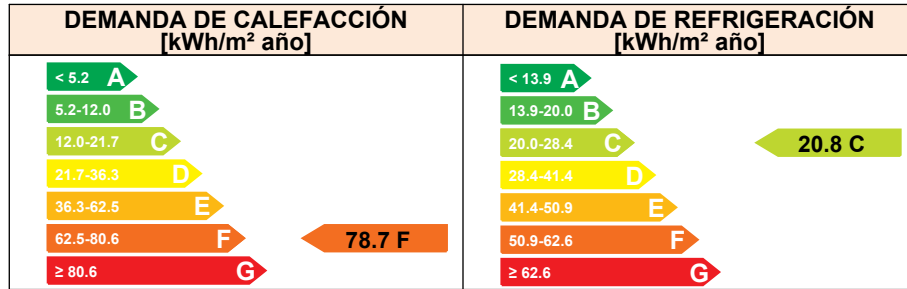 DEMANDA DE CALEFACCIÓN
[kWh/m² año]
< 5.2 A
5.2-12.0 B
12.0-21.7 C
21.7-36.3 D
36.3-62.5 E
62.5-80.6 F
78.7 F
≥ 80.6 G
DEMANDA DE REFRIGERACIÓN
[kWh/m² año]
< 13.9 A
13.9-20.0 B
20.0-28.4 C
20.8 C
28.4-41.4 D
41.4-50.9 E
50.9-62.6 F
≥ 62.6 G